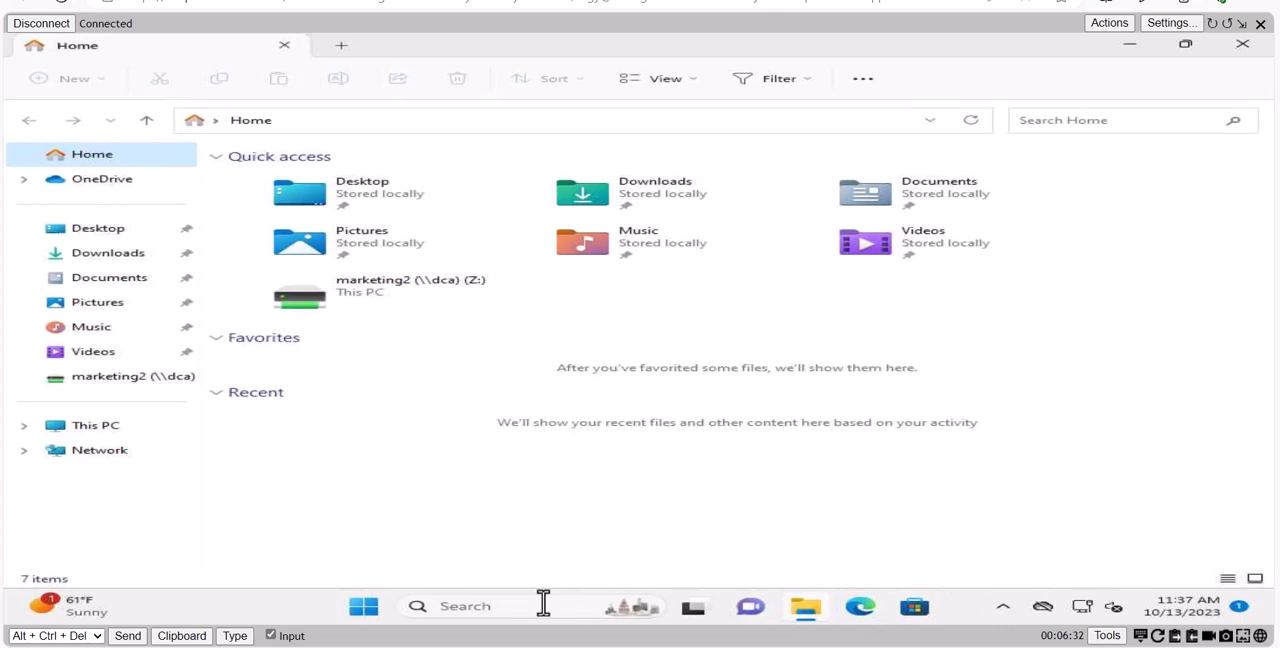 Disconnect Connected Actions Settings...
Home
New Sort View Filter
Home Search Home
Home
OneDrive
Desktop
Downloads
Documents
Pictures
Music
Videos
marketing2 (\\dca)
This PC
Network
Quick access
Desktop
Stored locally
Downloads
Stored locally
Documents
Stored locally
Pictures
Stored locally
Music
Stored locally
Videos
Stored locally
marketing2 (\\dca) (Z:)
This PC
Favorites
After you've favorited some files, we'll show them here.
Recent
We'll show your recent files and other content here based on your activity
7 items
1
61°F
Sunny
Search
11:37 AM
10/13/2023
1
Alt + Ctrl + Del Send Clipboard Type Input 00:06:32 Tools